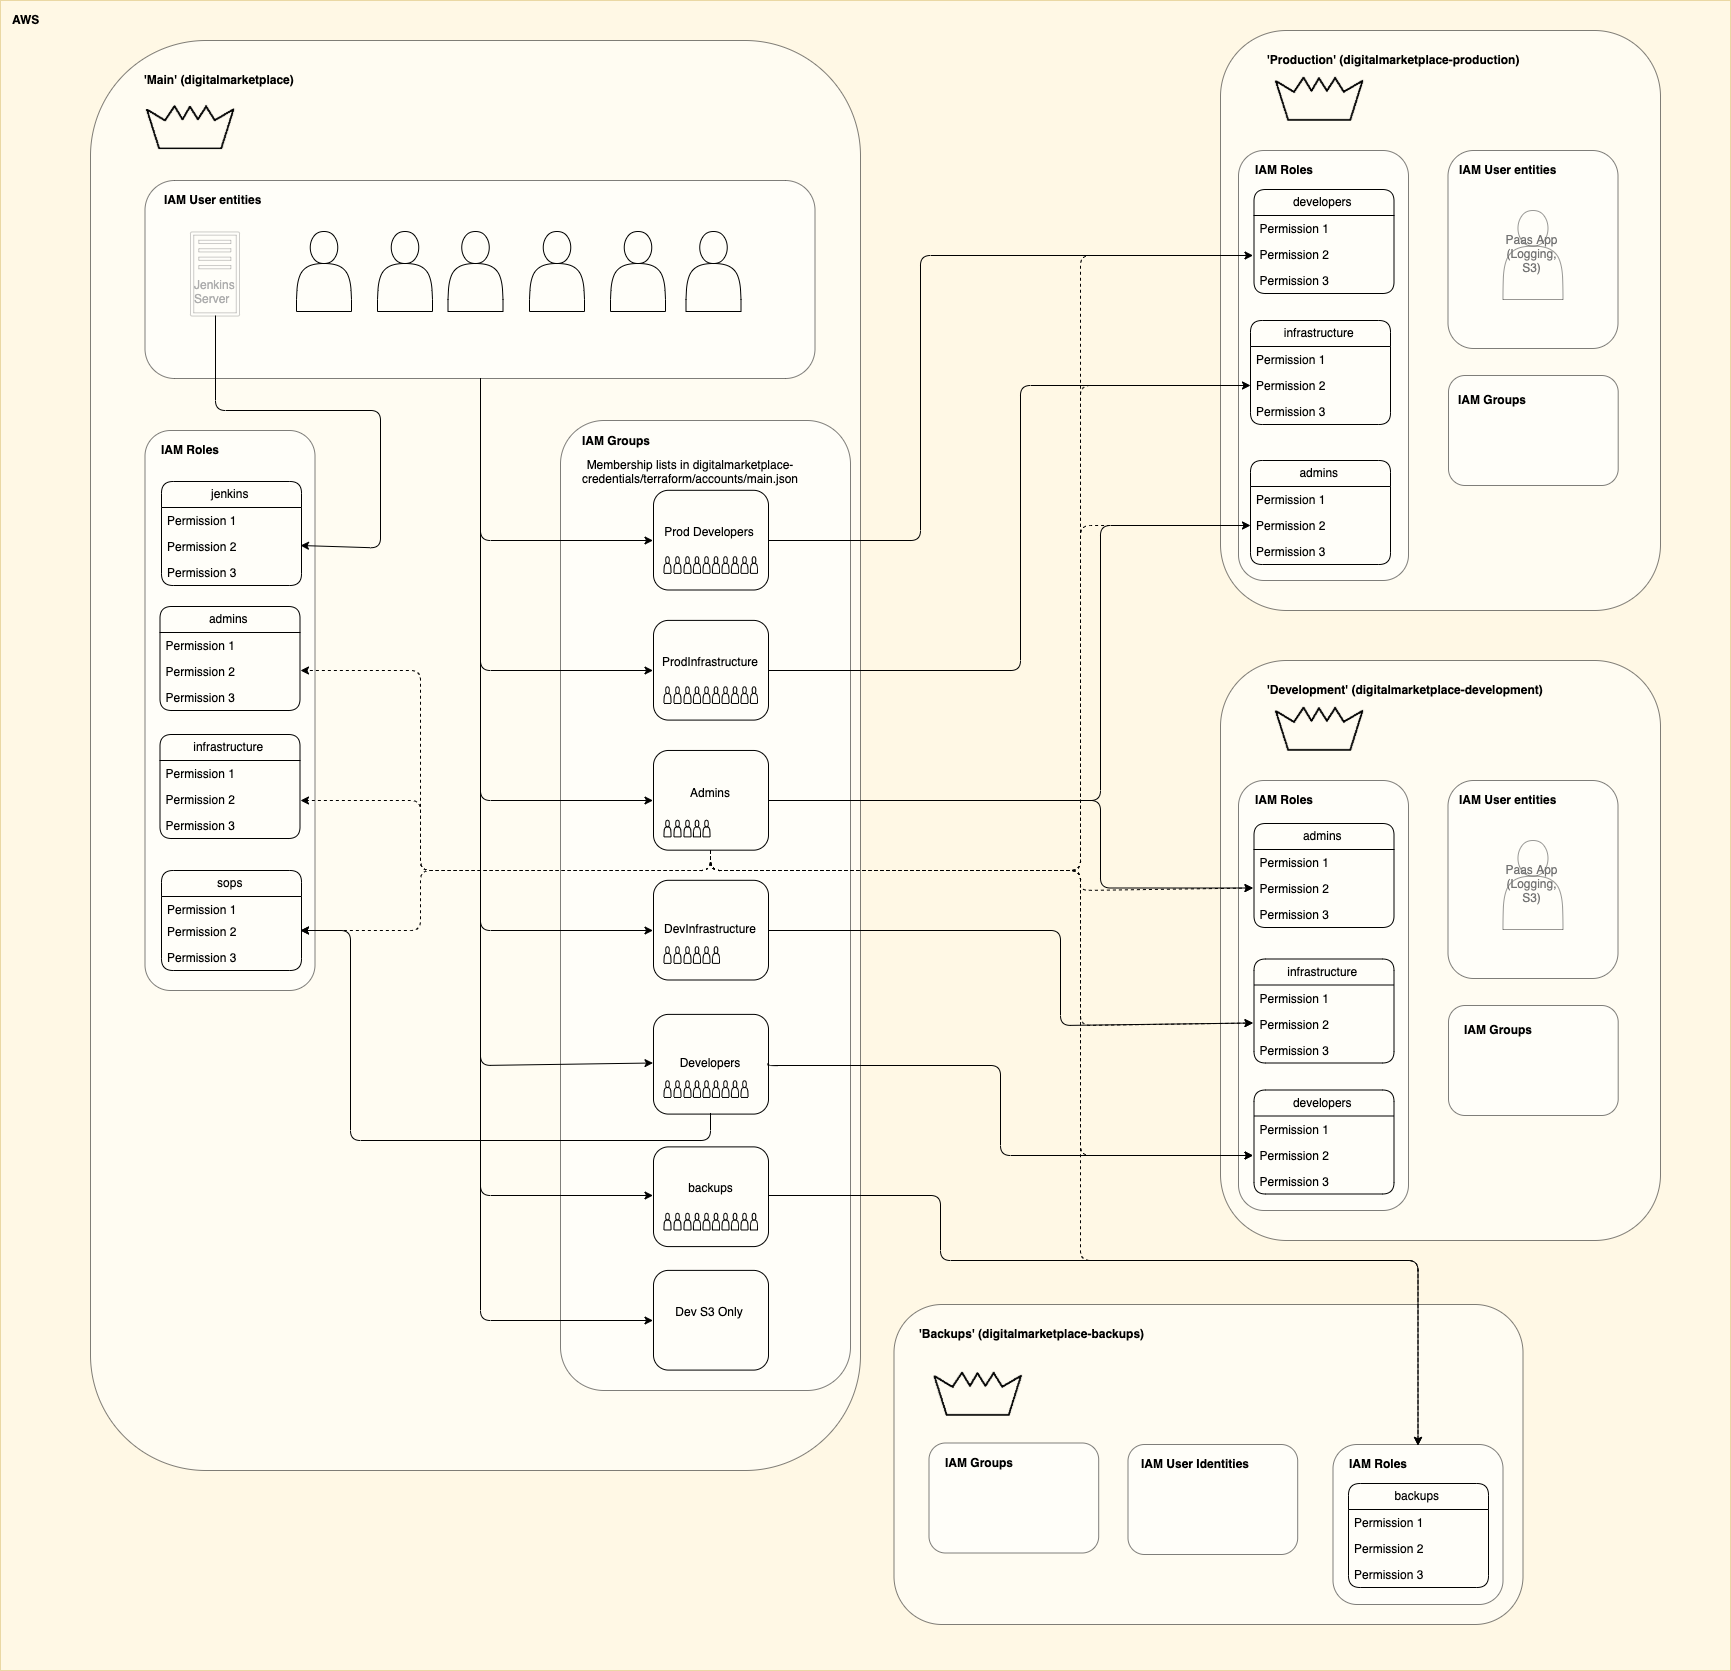 AWS
'Main' (digitalmarketplace)
IAM User entities
Jenkins
Server
IAM Roles
jenkins
Permission 1
Permission 2
Permission 3
admins
Permission 1
Permission 2
Permission 3
infrastructure
Permission 1
Permission 2
Permission 3
sops
Permission 1
Permission 2
Permission 3
IAM Groups
Membership lists in digitalmarketplace-
credentials/terraform/accounts/main.json
Prod Developers
ProdInfrastructure
Admins
DevInfrastructure
Developers
backups
Dev S3 Only
'Production' (digitalmarketplace-production)
IAM Roles
developers
Permission 1
Permission 2
Permission 3
infrastructure
Permission 1
Permission 2
Permission 3
admins
Permission 1
Permission 2
Permission 3
IAM User entities
Paas App
(Logging,
S3)
IAM Groups
'Development' (digitalmarketplace-development)
IAM Roles
admins
Permission 1
Permission 2
Permission 3
infrastructure
Permission 1
Permission 2
Permission 3
developers
Permission 1
Permission 2
Permission 3
IAM User entities
Paas App
(Logging,
S3)
IAM Groups
'Backups' (digitalmarketplace-backups)
IAM Groups
IAM User Identities
IAM Roles
backups
Permission 1
Permission 2
Permission 3